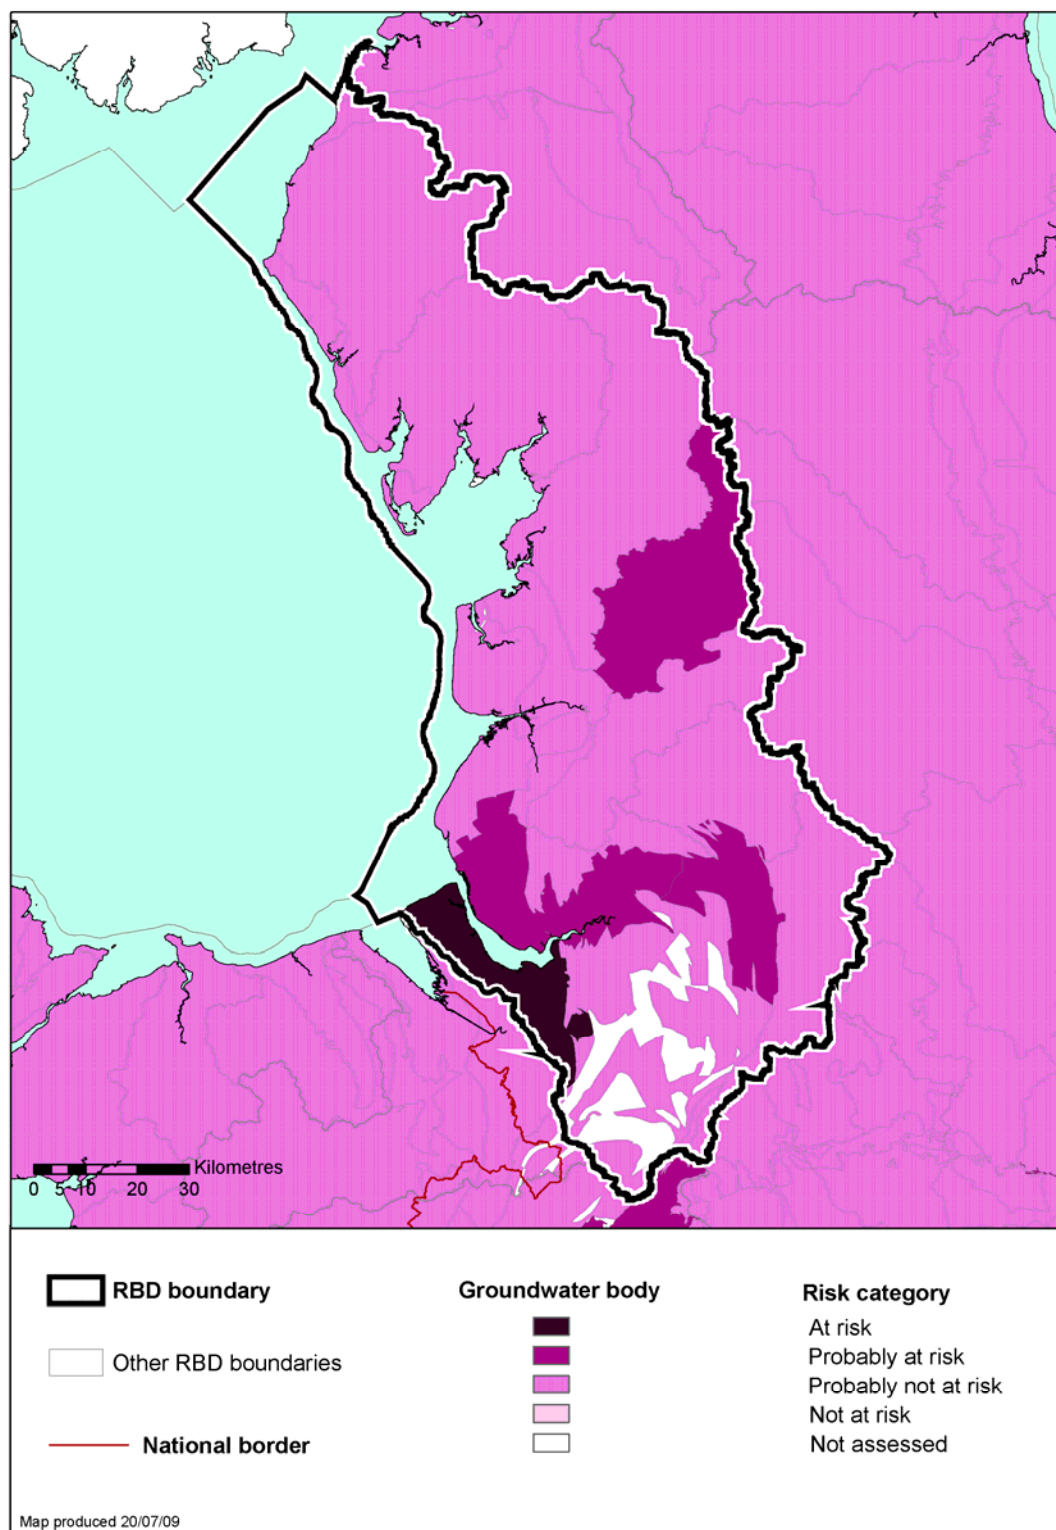 Kilometres
0 5 10 20 30
RBD boundary
Other RBD boundaries
National border
Groundwater body
Risk category
At risk
Probably at risk
Probably not at risk
Not at risk
Not assessed
Map produced 20/07/09